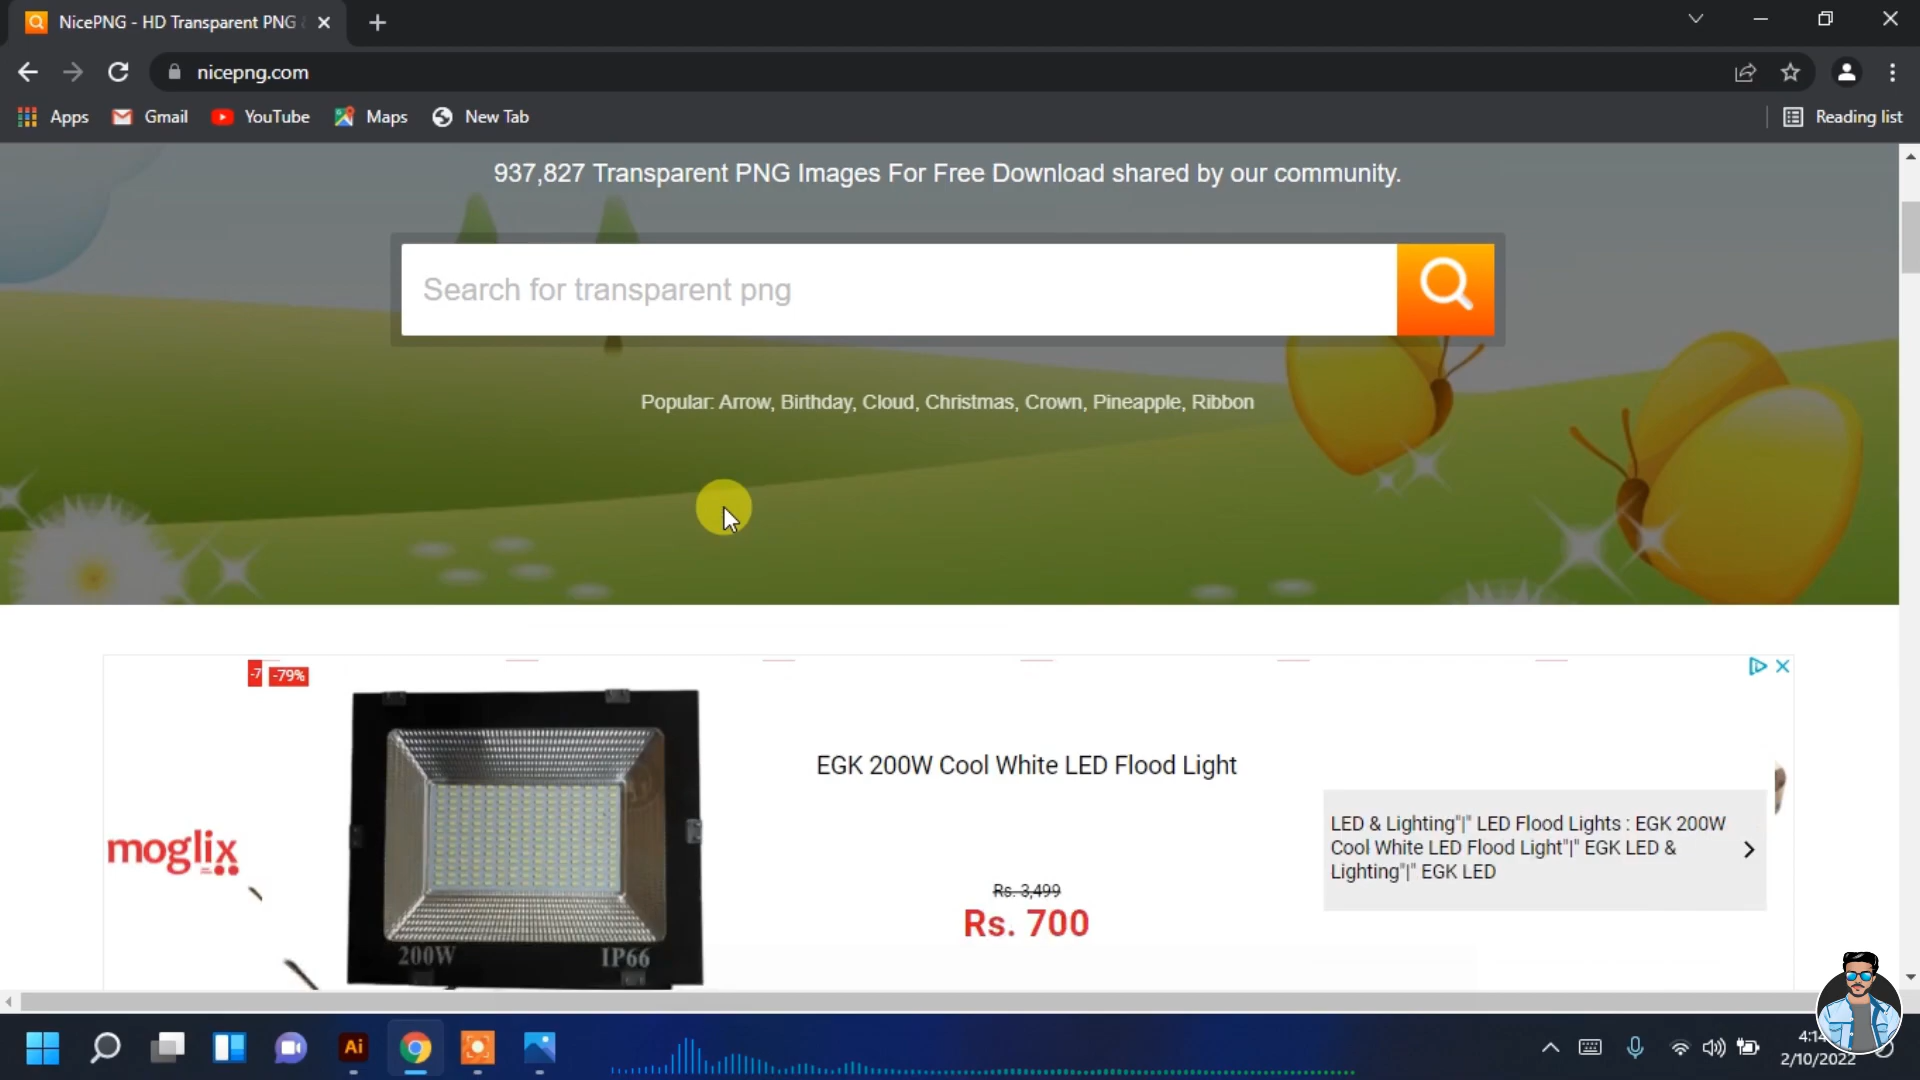 NicePNG - HD Transparent PNG
nicepng.com
Apps
Gmail
YouTube
Maps
New Tab
Reading list
937,827 Transparent PNG Images For Free Download shared by our community.
Search for transparent png
Popular: Arrow, Birthday, Cloud, Christmas, Crown, Pineapple, Ribbon
-7
-79%
moglix
200W
IP66
EGK 200W Cool White LED Flood Light
Rs. 3,499
Rs. 700
LED & Lighting"|" LED Flood Lights : EGK 200W
Cool White LED Flood Light"|" EGK LED &
Lighting"|" EGK LED
Ai
2/10/2022